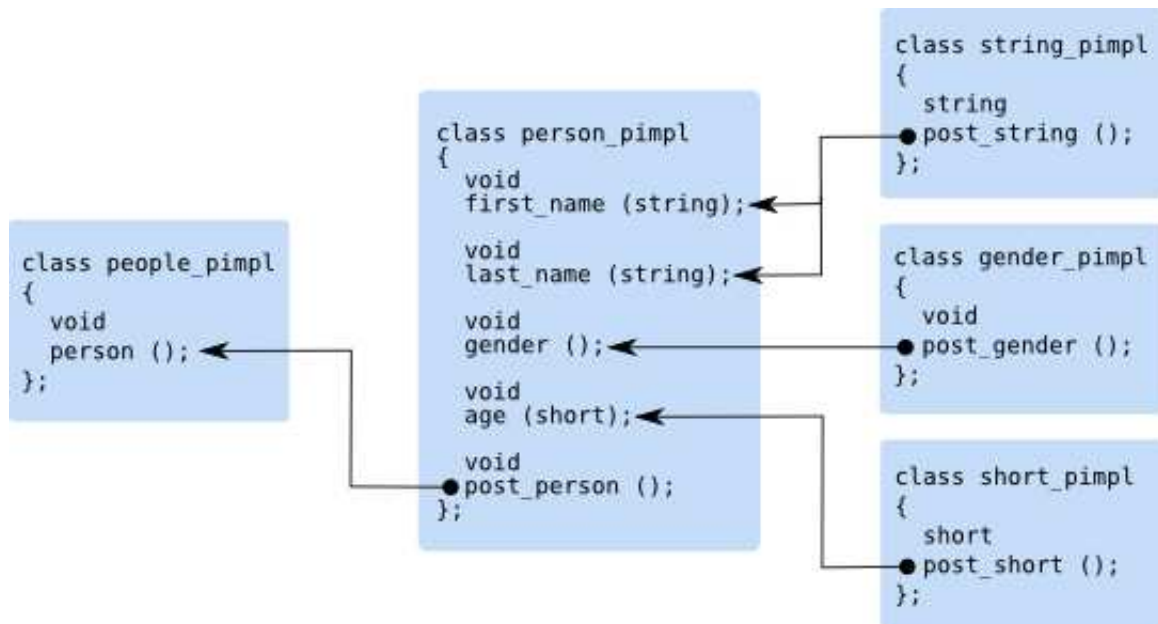 class people_pimpl
{
void
person ();
};
class person_pimpl
{
void
first_name (string);
void
last_name (string);
void
gender ();
void
age (short);
void
post_person ();
};
class string_pimpl
{
string
post_string ();
};
class gender_pimpl
{
void
post_gender ();
};
class short_pimpl
{
short
post_short ();
};